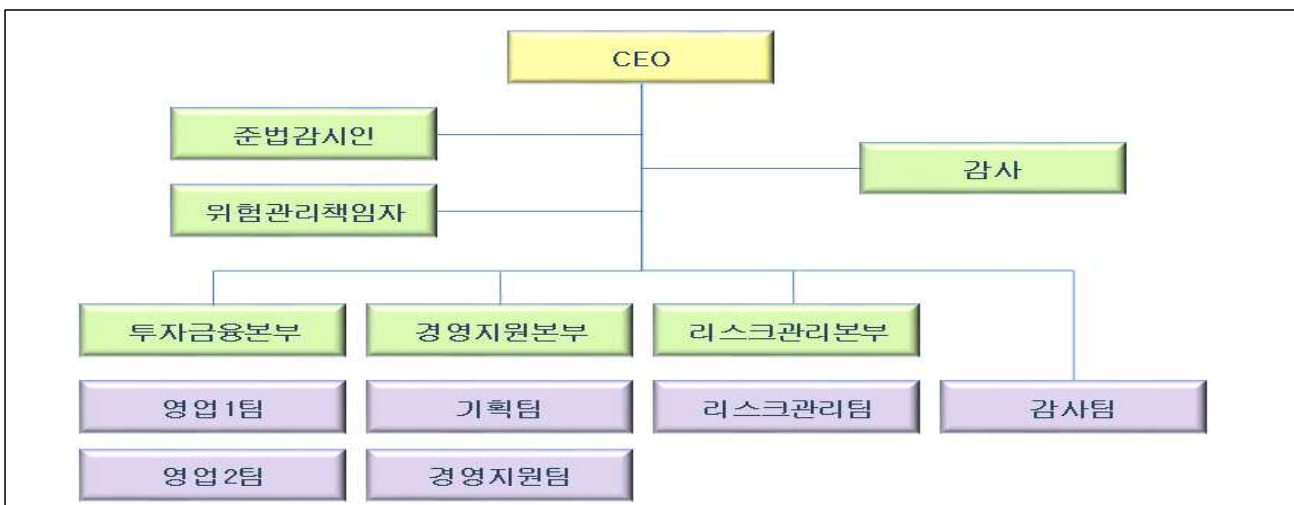 CEO
준법감시인
감사
위험관리책임자
투자금융본부
경영지원본부
리스크관리본부
영업1팀
기획팀
리스크관리팀
감사팀
영업2팀
경영지원팀